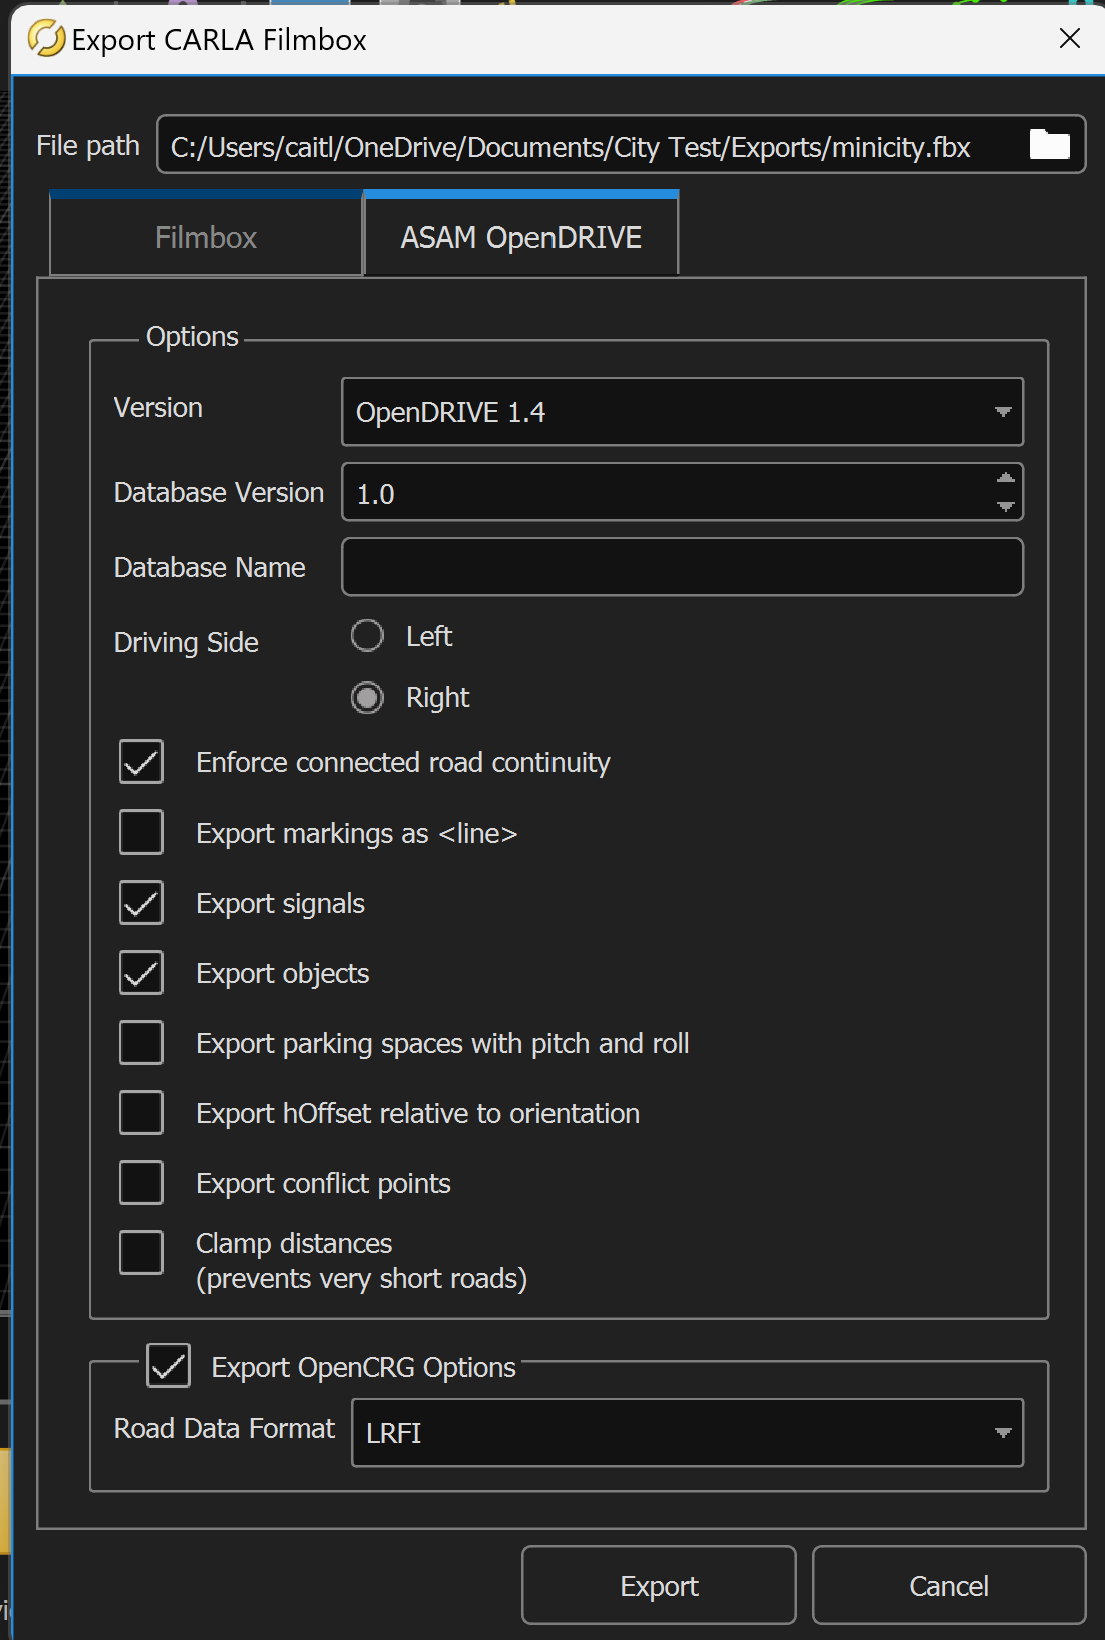 Export CARLA Filmbox
File path
C:/Users/caitl/OneDrive/Documents/City Test/Exports/minicity.fbx
Filmbox
ASAM OpenDRIVE
Options
Version
OpenDRIVE 1.4
Database Version
1.0
Database Name
Driving Side
Left
Right
Enforce connected road continuity
Export markings as <line>
Export signals
Export objects
Export parking spaces with pitch and roll
Export hOffset relative to orientation
Export conflict points
Clamp distances
(prevents very short roads)
Export OpenCRG Options
Road Data Format
LRFI
Export
Cancel